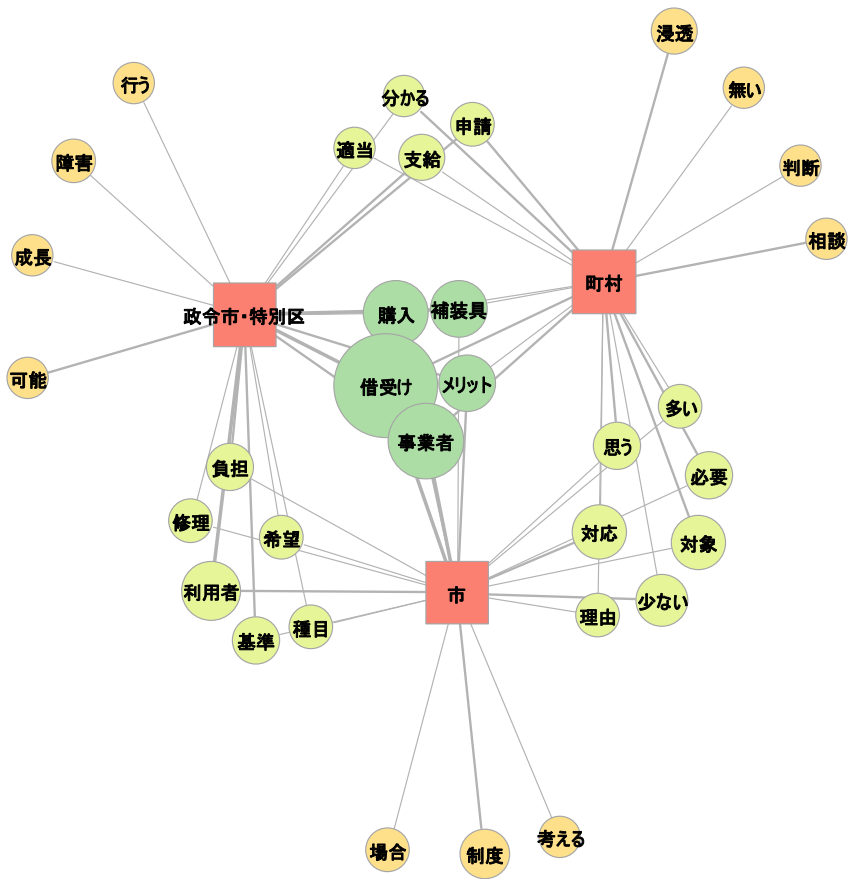 浸透
行う
無い
分かる
申請
適当
支給
障害
判断
相談
成長
町村
政令市・特別区
購入
補装具
可能
借受け
メリット
多い
事業者
思う
負担
必要
修理
希望
対応
対象
利用者
市
少ない
理由
種目
基準
考える
場合
制度